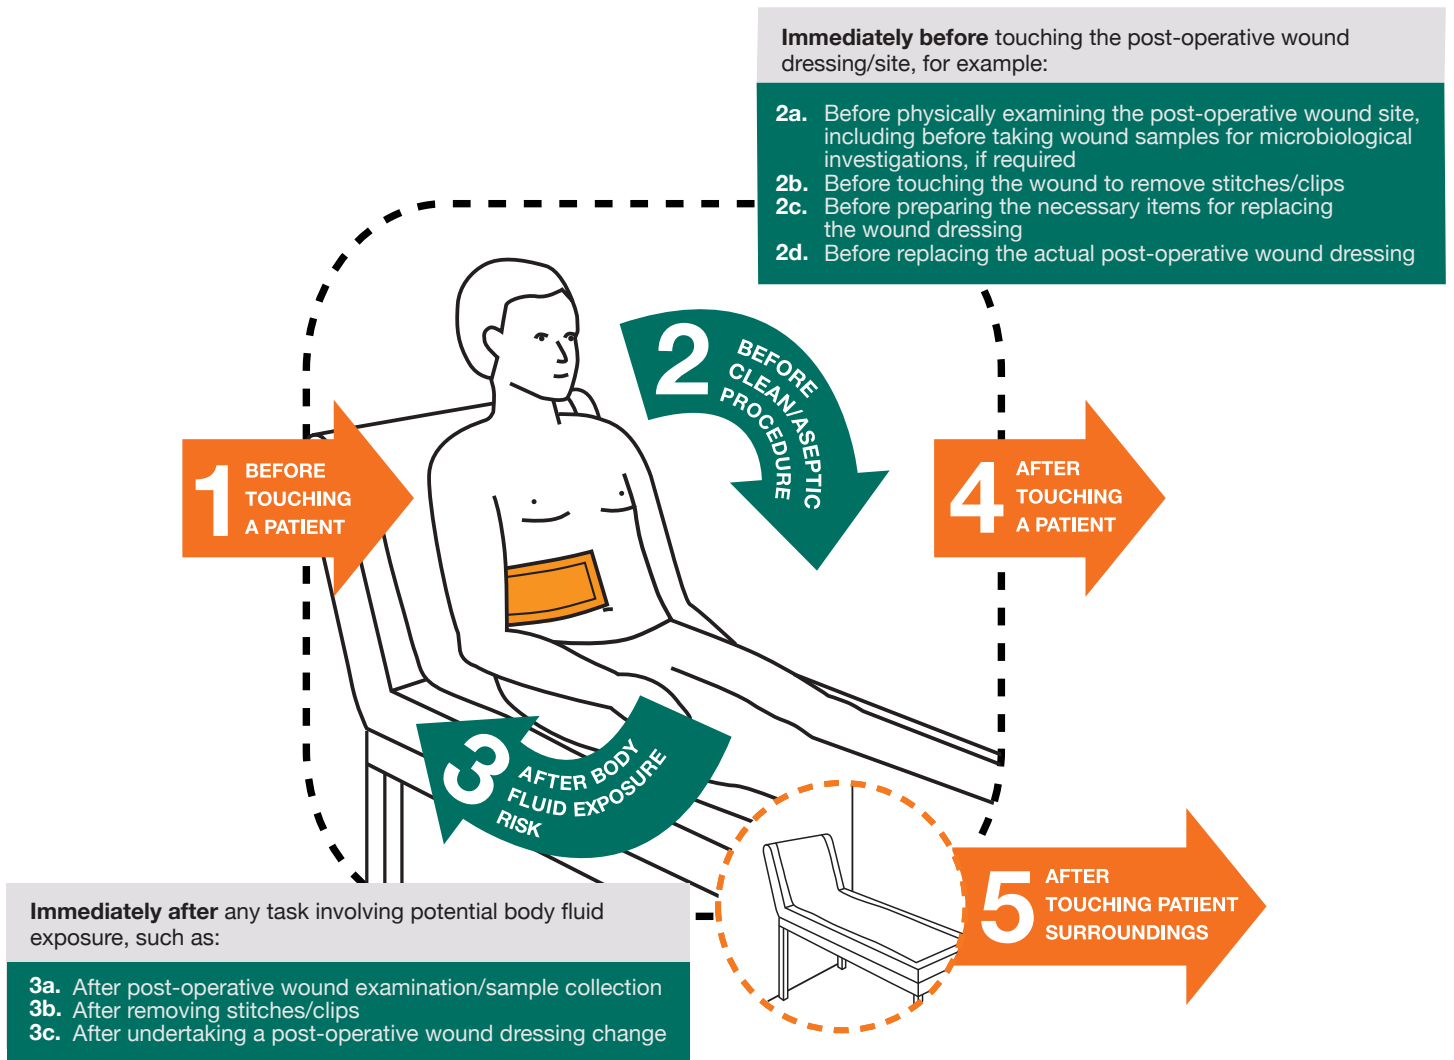 Immediately before touching the post-operative wound
dressing/site, for example:
2a. Before physically examining the post-operative wound site,
including before taking wound samples for microbiological
investigations, if required
2b. Before touching the wound to remove stitches/clips
2c. Before preparing the necessary items for replacing
the wound dressing
2d. Before replacing the actual post-operative wound dressing
1
BEFORE
TOUCHING
A PATIENT
2
BEFORE
CLEAN/ASEPTIC
PROCEDURE
3
AFTER BODY
FLUID EXPOSURE
RISK
4
AFTER
TOUCHING
A PATIENT
5
AFTER
TOUCHING PATIENT
SURROUNDINGS
Immediately after any task involving potential body fluid
exposure, such as:
3a. After post-operative wound examination/sample collection
3b. After removing stitches/clips
3c. After undertaking a post-operative wound dressing change